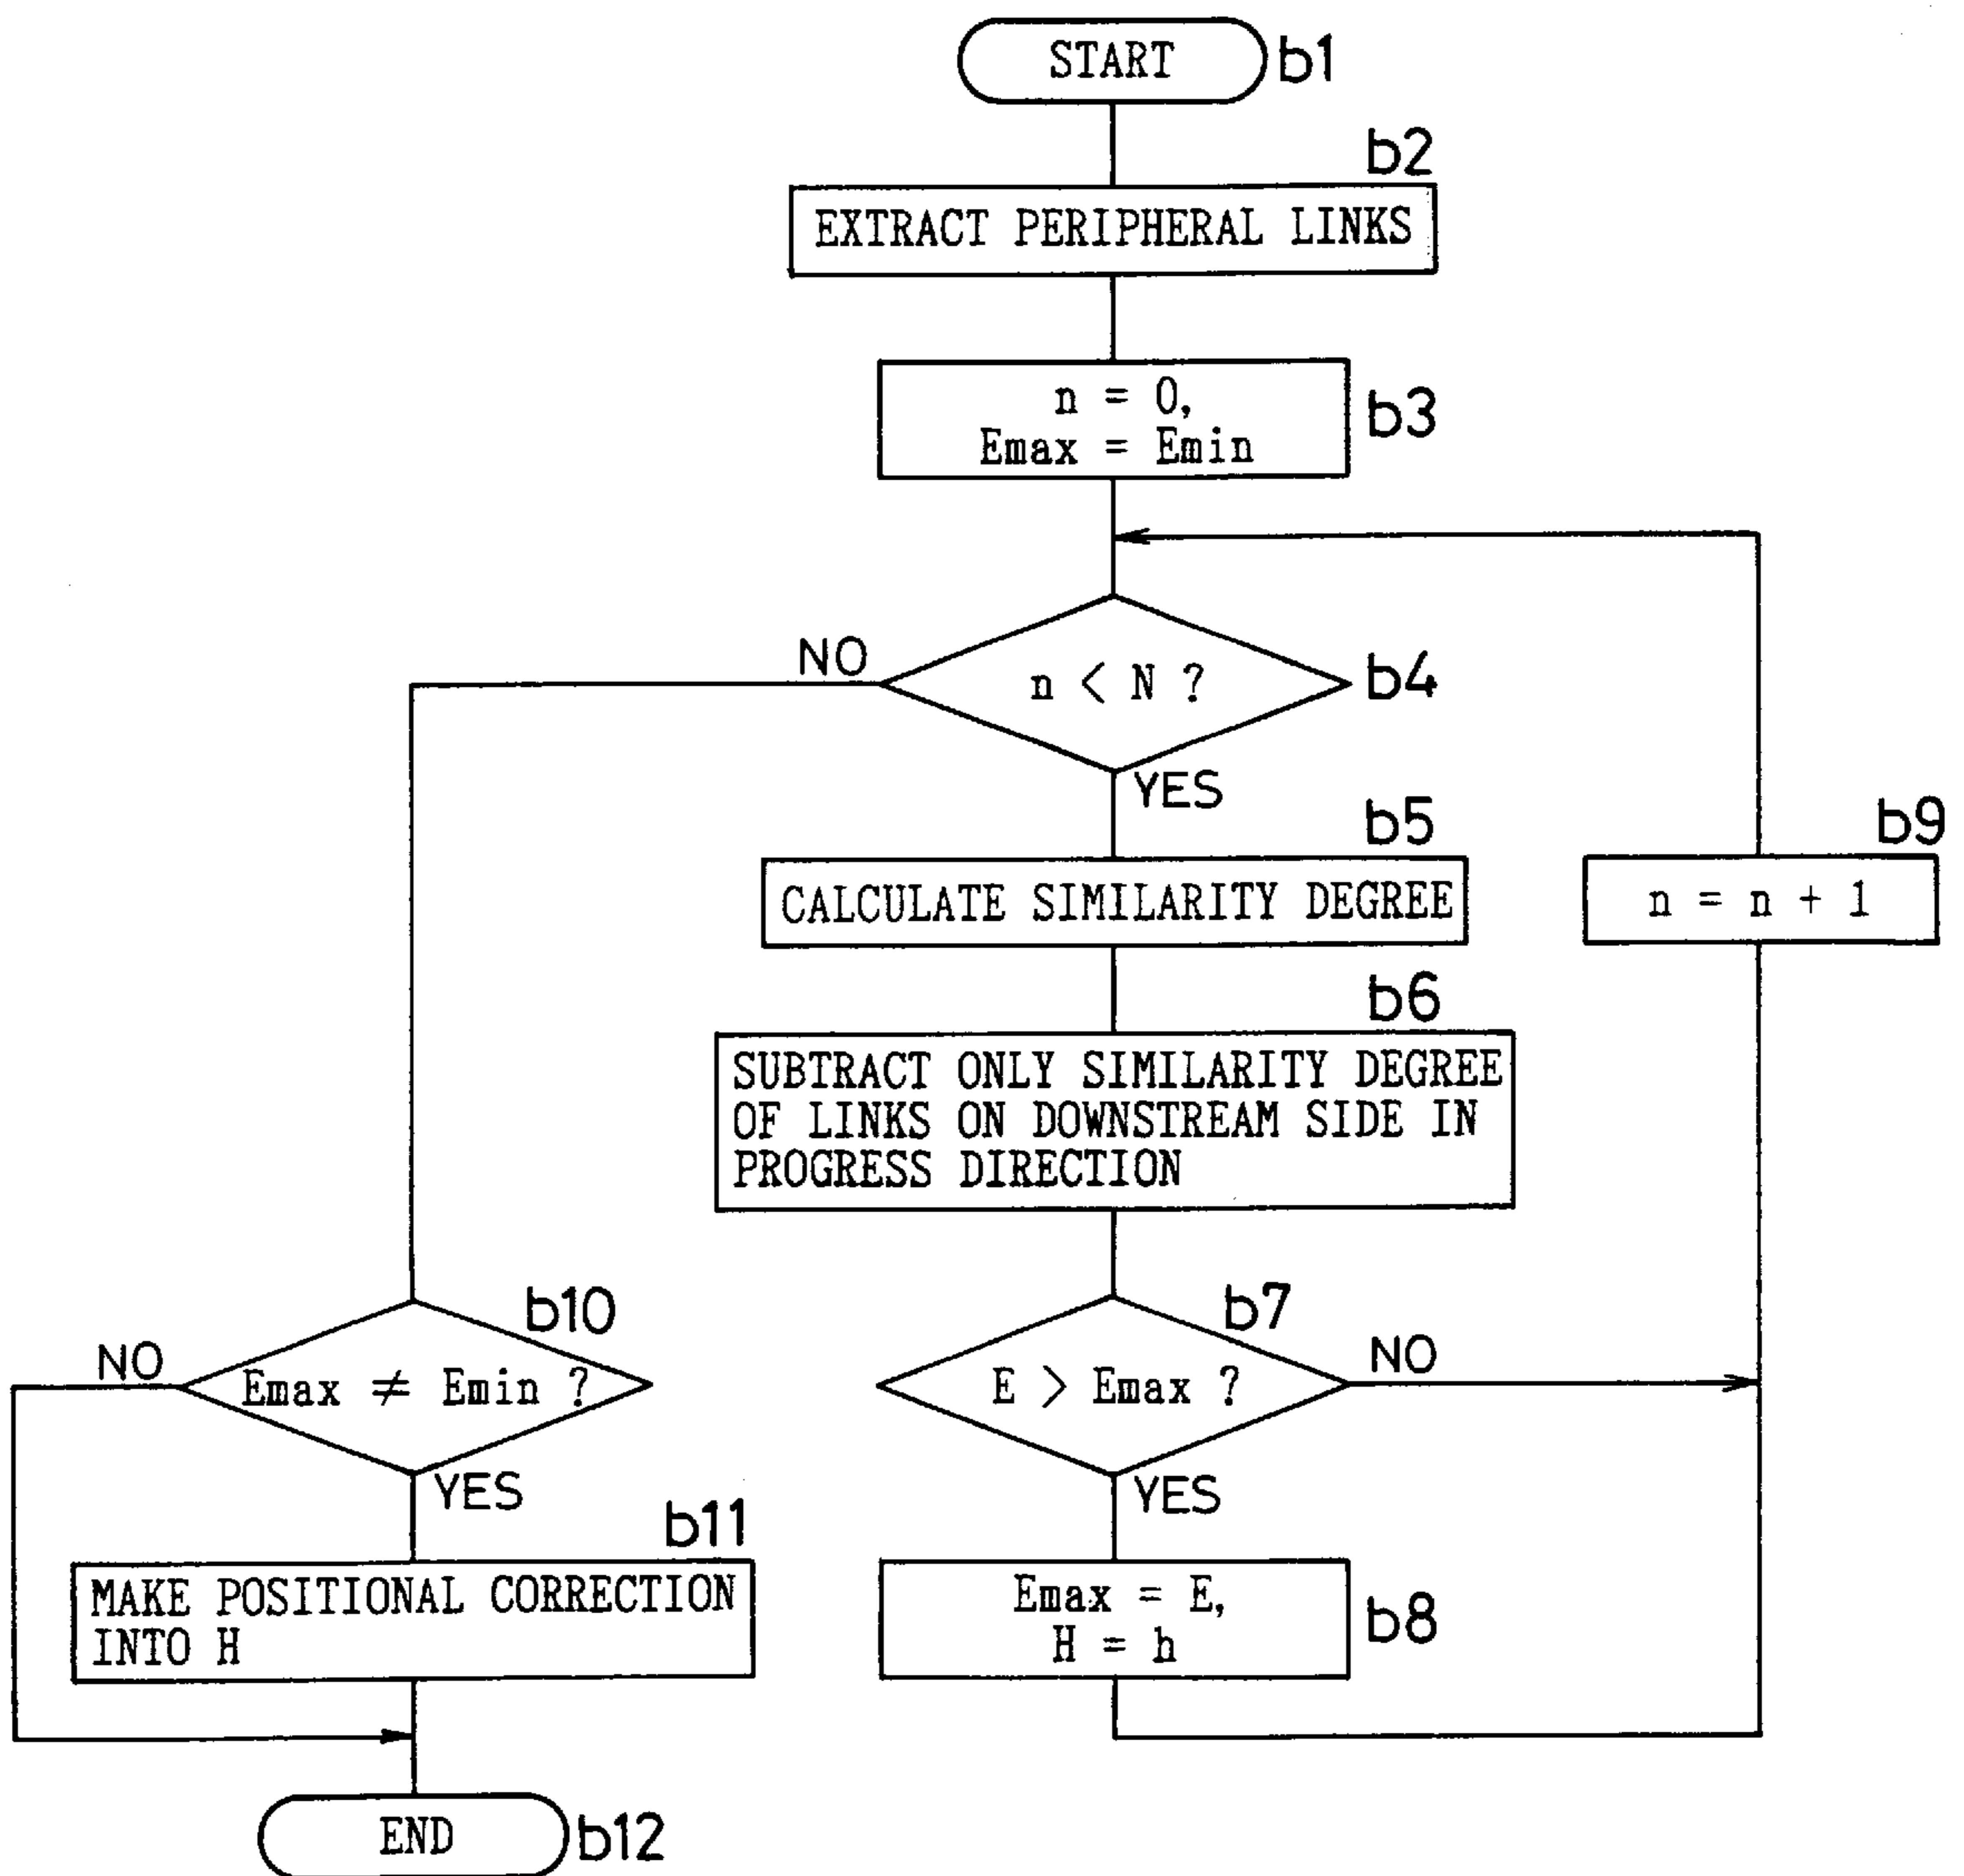 START
b1
b2
EXTRACT PERIPHERAL LINKS
n = 0,
Emax = Emin
b3
NO
n < N ?
b4
YES
b5
CALCULATE SIMILARITY DEGREE
b9
n = n + 1
b6
SUBTRACT ONLY SIMILARITY DEGREE
OF LINKS ON DOWNSTREAM SIDE IN
PROGRESS DIRECTION
b7
E > Emax ?
NO
YES
Emax = E,
H = h
b8
b10
NO
Emax ≠ Emin ?
YES
b11
MAKE POSITIONAL CORRECTION
INTO H
END
b12